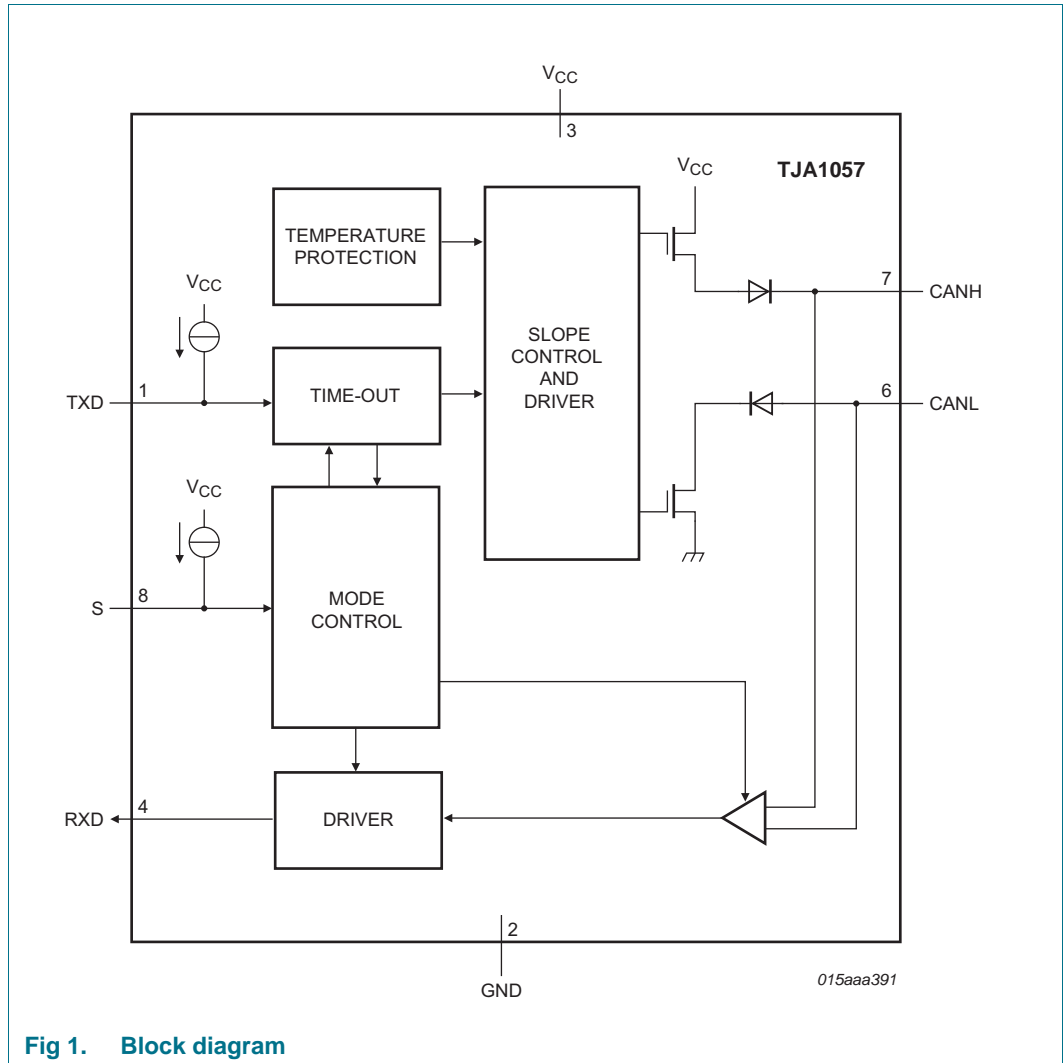 VCC
3
VCC
TJA1057
TEMPERATURE
PROTECTION
VCC
7
CANH
SLOPE
CONTROL
AND
DRIVER
1
TXD
TIME-OUT
6
CANL
VCC
8
S
MODE
CONTROL
4
RXD
DRIVER
2
GND
015aaa391
Fig 1. Block diagram